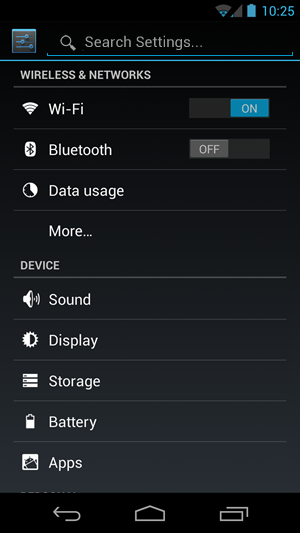 10:25
Search Settings...
WIRELESS & NETWORKS
Wi-Fi ON
Bluetooth OFF
Data usage
More...
DEVICE
Sound
Display
Storage
Battery
Apps